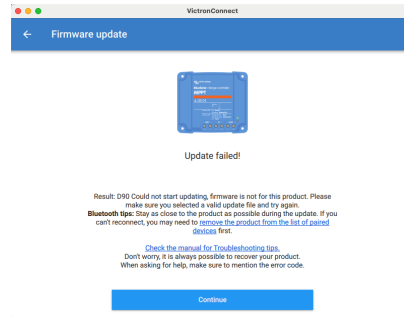 VictronConnect
Firmware update
MPPT
Update failed!
Result: D90 Could not start updating, firmware is not for this product. Please
make sure you selected a valid update file and try again.
Bluetooth tips: Stay as close to the product as possible during the update. If you
can't reconnect, you may need to remove the product from the list of paired
devices first.
Check the manual for Troubleshooting tips.
Don't worry, it is always possible to recover your product.
When asking for help, make sure to mention the error code.
Continue